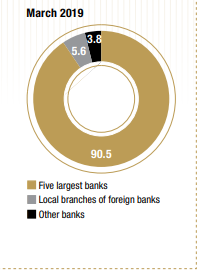 March 2019
3.8
5.6
90.5
Five largest banks
Local branches of foreign banks
Other banks